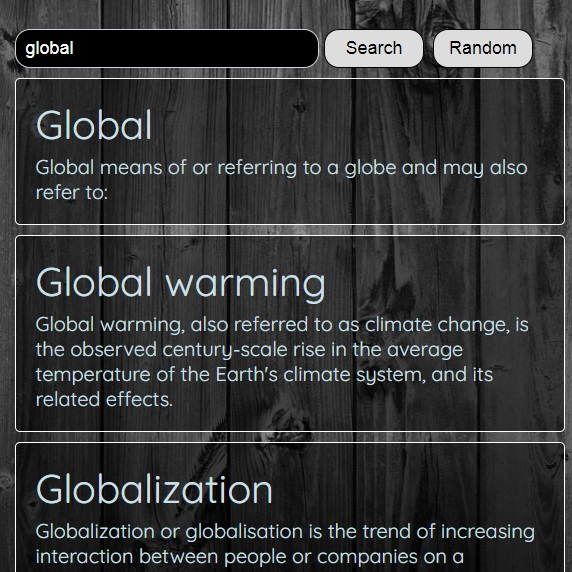 global Search Random
Global
Global means of or referring to a globe and may also
refer to:
Global warming
Global warming, also referred to as climate change, is
the observed century-scale rise in the average
temperature of the Earth's climate system, and its
related effects.
Globalization
Globalization or globalisation is the trend of increasing
interaction between people or companies on a